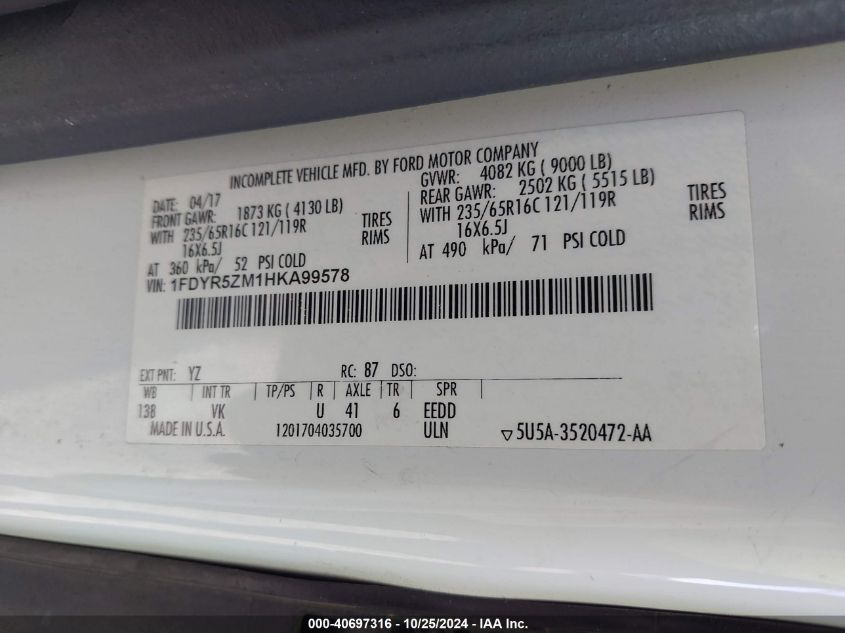 INCOMPLETE VEHICLE MFD. BY FORD MOTOR COMPANY
DATE: 04/17
GVWR: 4082 KG ( 9000 LB)
FRONT GAWR: 1873 KG ( 4130 LB)
REAR GAWR: 2502 KG ( 5515 LB)
WITH 235/65R16C 121/119R TIRES
WITH 235/65R16C 121/119R TIRES
16X6.5J RIMS
16X6.5J RIMS
AT 360 kPa/ 52 PSI COLD
AT 490 kPa/ 71 PSI COLD
VIN: 1FDYR5ZM1HKA99578
EXT PNT: YZ RC: 87 DSO:
WB INT TR TP/PS R AXLE TR SPR
138 VK U 41 6 EEDD
MADE IN U.S.A. 1201704035700 ULN ▽5U5A-3520472-AA
000-40697316 - 10/25/2024 - IAA Inc.